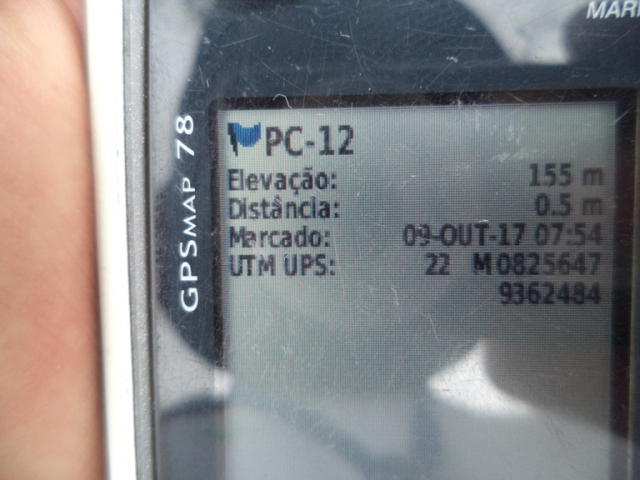 MARI
GPSMAP 78
PC-12
Elevação: 155 m
Distância: 0.5 m
Marcado: 09-OUT-17 07:54
UTM UPS: 22 M 0825647
9362484